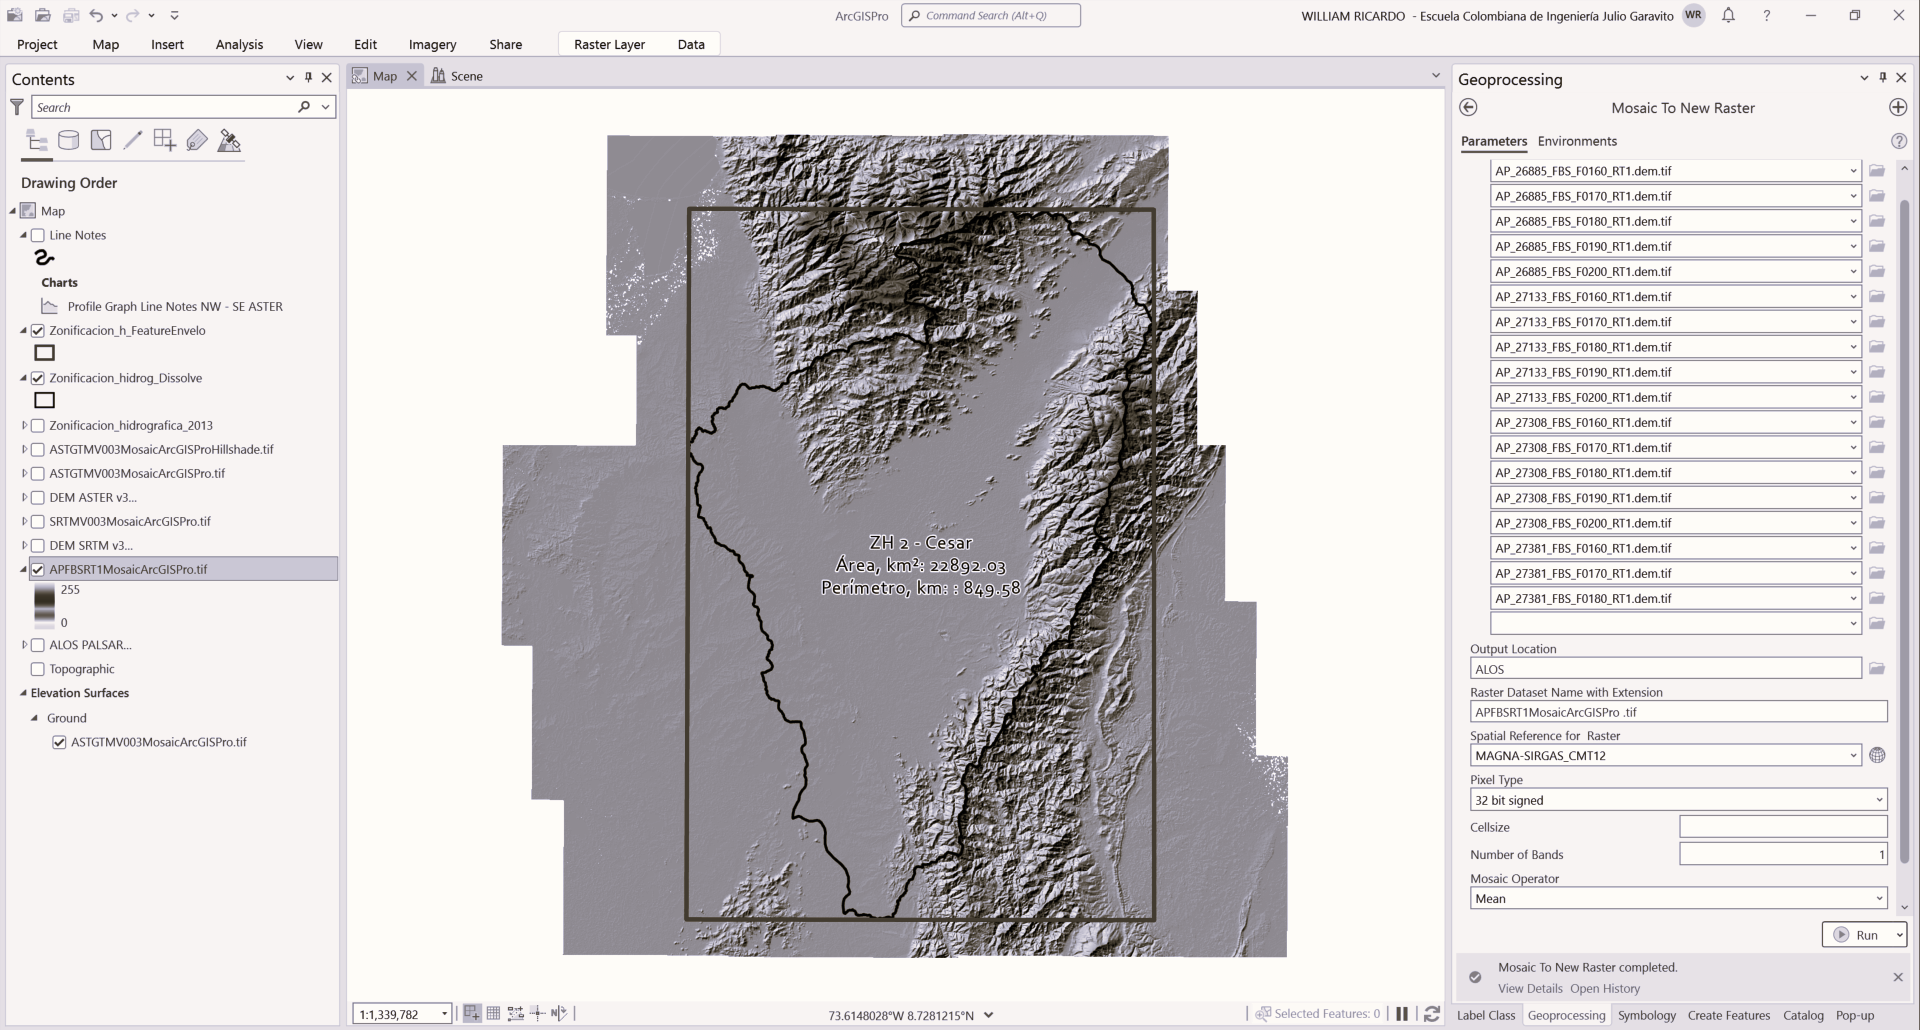 ArcGISPro
Command Search (Alt+Q)
WILLIAM RICARDO - Escuela Colombiana de Ingeniería Julio Garavito
WR
?
Project
Map
Insert
Analysis
View
Edit
Imagery
Share
Raster Layer
Data
Contents
Search
Drawing Order
Map
Line Notes
Charts
Profile Graph Line Notes NW - SE ASTER
Zonificacion_h_FeatureEnvelo
Zonificacion_hidrog_Dissolve
Zonificacion_hidrografica_2013
ASTGTMV003MosaicArcGISProHillshade.tif
ASTGTMV003MosaicArcGISPro.tif
DEM ASTER v3...
SRTMV003MosaicArcGISPro.tif
DEM SRTM v3...
APFBSRT1MosaicArcGISPro.tif
255
0
ALOS PALSAR...
Topographic
Elevation Surfaces
Ground
ASTGTMV003MosaicArcGISPro.tif
Map
Scene
ZH 2 - Cesar
Área, km²: 22892.03
Perímetro, km: : 849.58
1:1,339,782
73.6148028°W 8.7281215°N
Selected Features: 0
Geoprocessing
Mosaic To New Raster
Parameters
Environments
?
AP_26885_FBS_F0160_RT1.dem.tif
AP_26885_FBS_F0170_RT1.dem.tif
AP_26885_FBS_F0180_RT1.dem.tif
AP_26885_FBS_F0190_RT1.dem.tif
AP_26885_FBS_F0200_RT1.dem.tif
AP_27133_FBS_F0160_RT1.dem.tif
AP_27133_FBS_F0170_RT1.dem.tif
AP_27133_FBS_F0180_RT1.dem.tif
AP_27133_FBS_F0190_RT1.dem.tif
AP_27133_FBS_F0200_RT1.dem.tif
AP_27308_FBS_F0160_RT1.dem.tif
AP_27308_FBS_F0170_RT1.dem.tif
AP_27308_FBS_F0180_RT1.dem.tif
AP_27308_FBS_F0190_RT1.dem.tif
AP_27308_FBS_F0200_RT1.dem.tif
AP_27381_FBS_F0160_RT1.dem.tif
AP_27381_FBS_F0170_RT1.dem.tif
AP_27381_FBS_F0180_RT1.dem.tif
Output Location
ALOS
Raster Dataset Name with Extension
APFBSRT1MosaicArcGISPro .tif
Spatial Reference for Raster
MAGNA-SIRGAS_CMT12
Pixel Type
32 bit signed
Cellsize
Number of Bands
1
Mosaic Operator
Mean
Run
Mosaic To New Raster completed.
View Details Open History
Label Class
Geoprocessing
Symbology
Create Features
Catalog
Pop-up